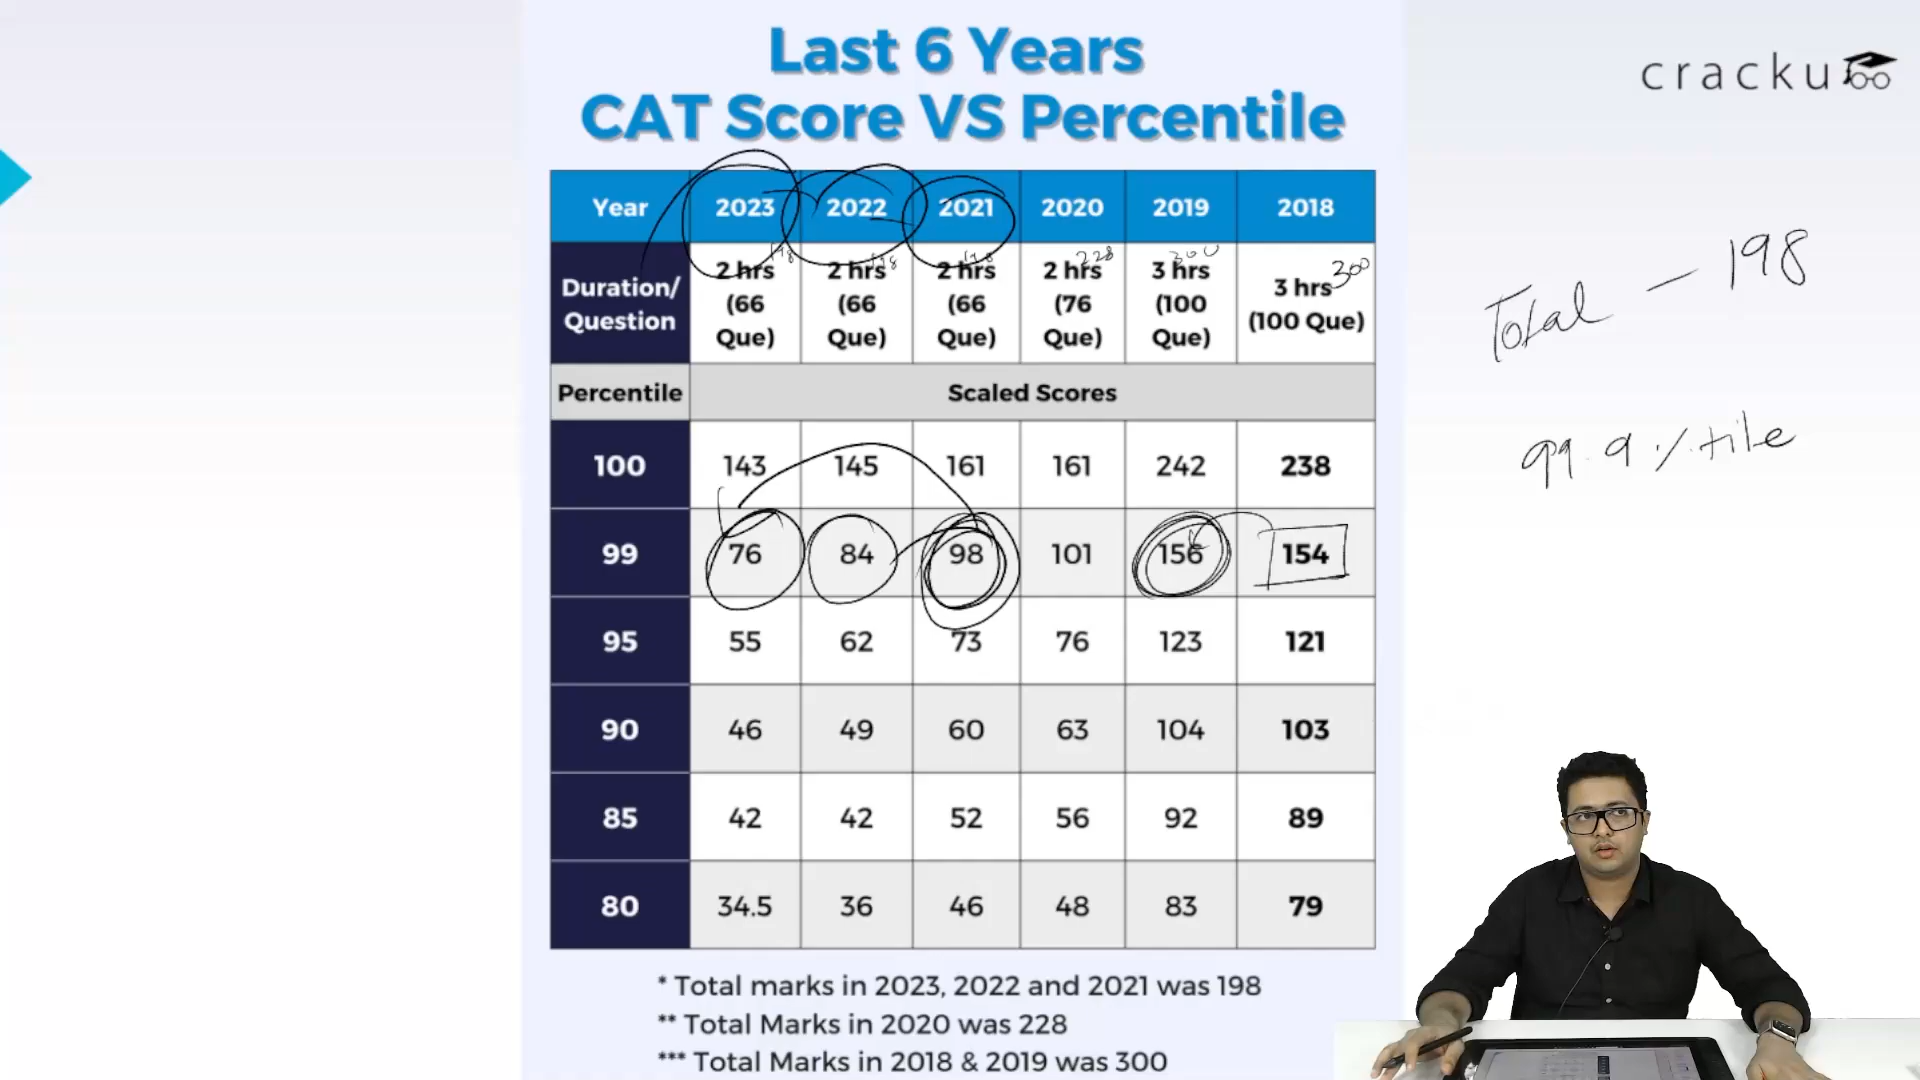 Last 6 Years
CAT Score VS Percentile
cracku
Year 2023 2022 2021 2020 2019 2018
198 198 198 228 300 300
Duration/ Question 2 hrs (66 Que) 2 hrs (66 Que) 2 hrs (66 Que) 2 hrs (76 Que) 3 hrs (100 Que) 3 hrs (100 Que)
Total — 198
Percentile Scaled Scores
99.9 %tile
100 143 145 161 161 242 238
99 76 84 98 101 156 154
95 55 62 73 76 123 121
90 46 49 60 63 104 103
85 42 42 52 56 92 89
80 34.5 36 46 48 83 79
* Total marks in 2023, 2022 and 2021 was 198
** Total Marks in 2020 was 228
*** Total Marks in 2018 & 2019 was 300